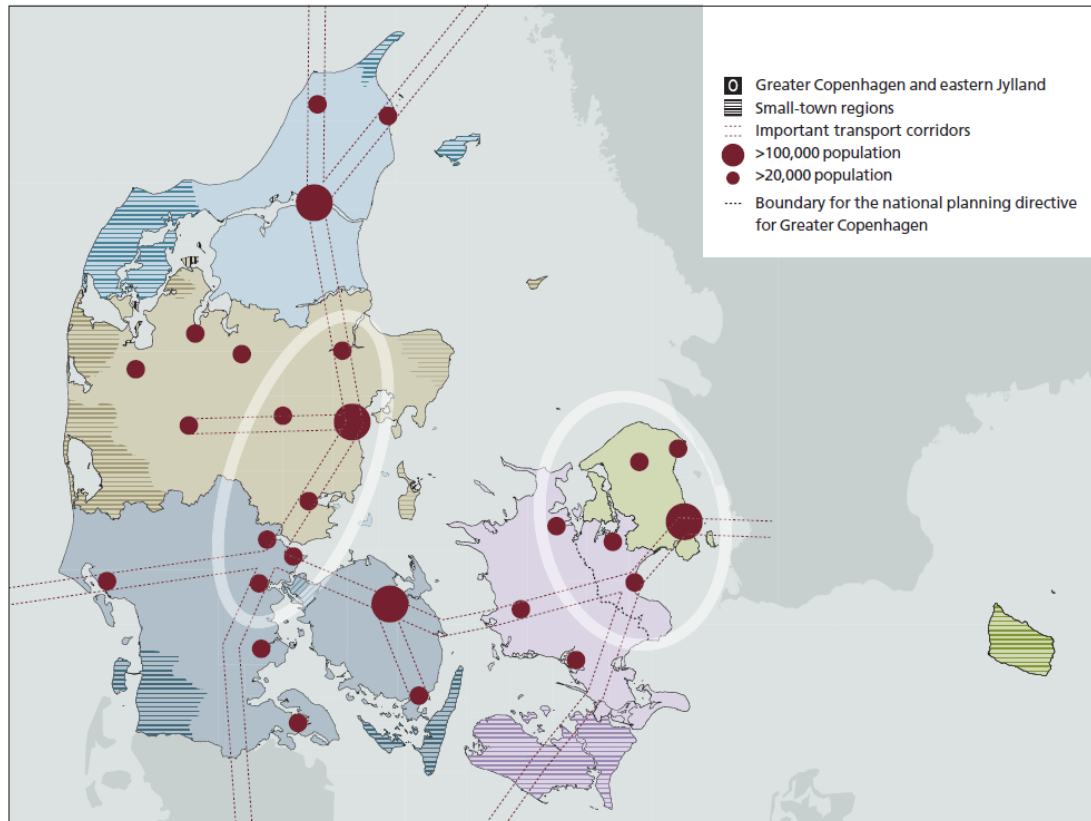 Greater Copenhagen and eastern Jylland
Small-town regions
Important transport corridors
>100,000 population
>20,000 population
Boundary for the national planning directive
for Greater Copenhagen